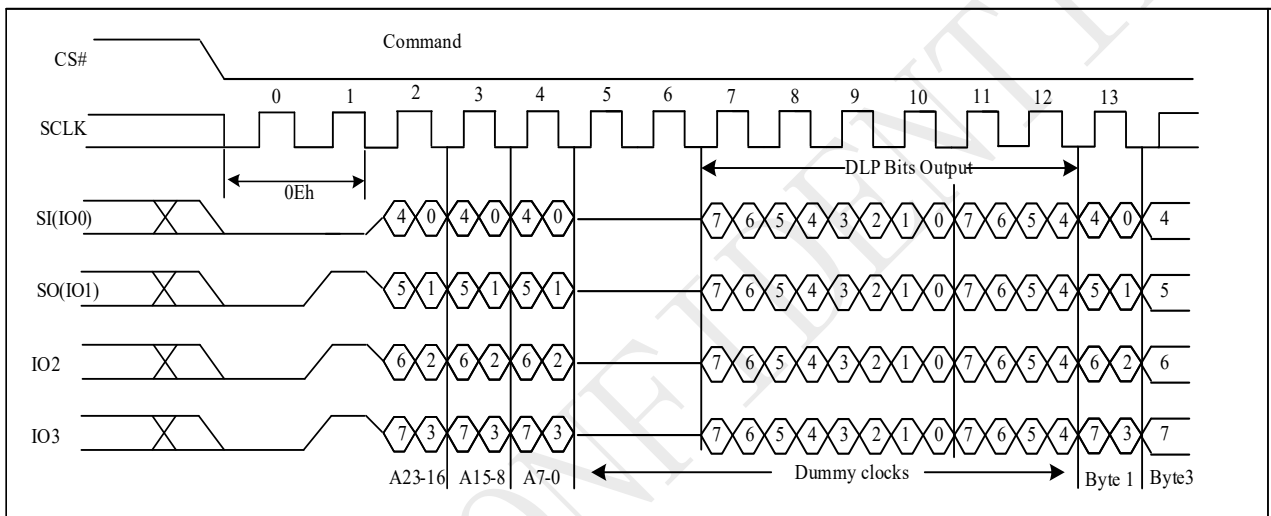 Command
CS#
0 1 2 3 4 5 6 7 8 9 10 11 12 13
SCLK
DLP Bits Output
0Eh
SI(IO0) 4 0 4 0 4 0 7 6 5 4 3 2 1 0 7 6 5 4 4 0 4
SO(IO1) 5 1 5 1 5 1 7 6 5 4 3 2 1 0 7 6 5 4 5 1 5
IO2 6 2 6 2 6 2 7 6 5 4 3 2 1 0 7 6 5 4 6 2 6
IO3 7 3 7 3 7 3 7 6 5 4 3 2 1 0 7 6 5 4 7 3 7
A23-16 A15-8 A7-0 Dummy clocks Byte 1 Byte3